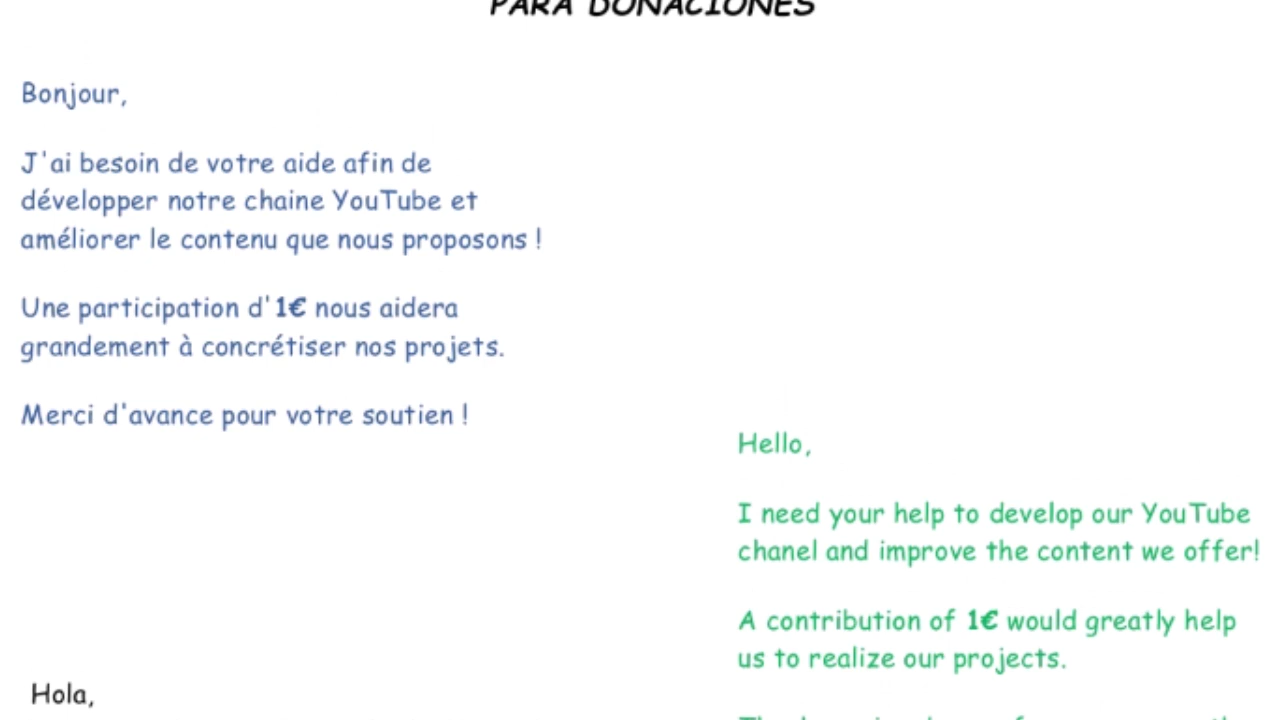 PARA DONACIONES
Bonjour,
J'ai besoin de votre aide afin de
développer notre chaine YouTube et
améliorer le contenu que nous proposons !
Une participation d'1€ nous aidera
grandement à concrétiser nos projets.
Merci d'avance pour votre soutien !
Hello,
I need your help to develop our YouTube
chanel and improve the content we offer!
A contribution of 1€ would greatly help
us to realize our projects.
Hola,